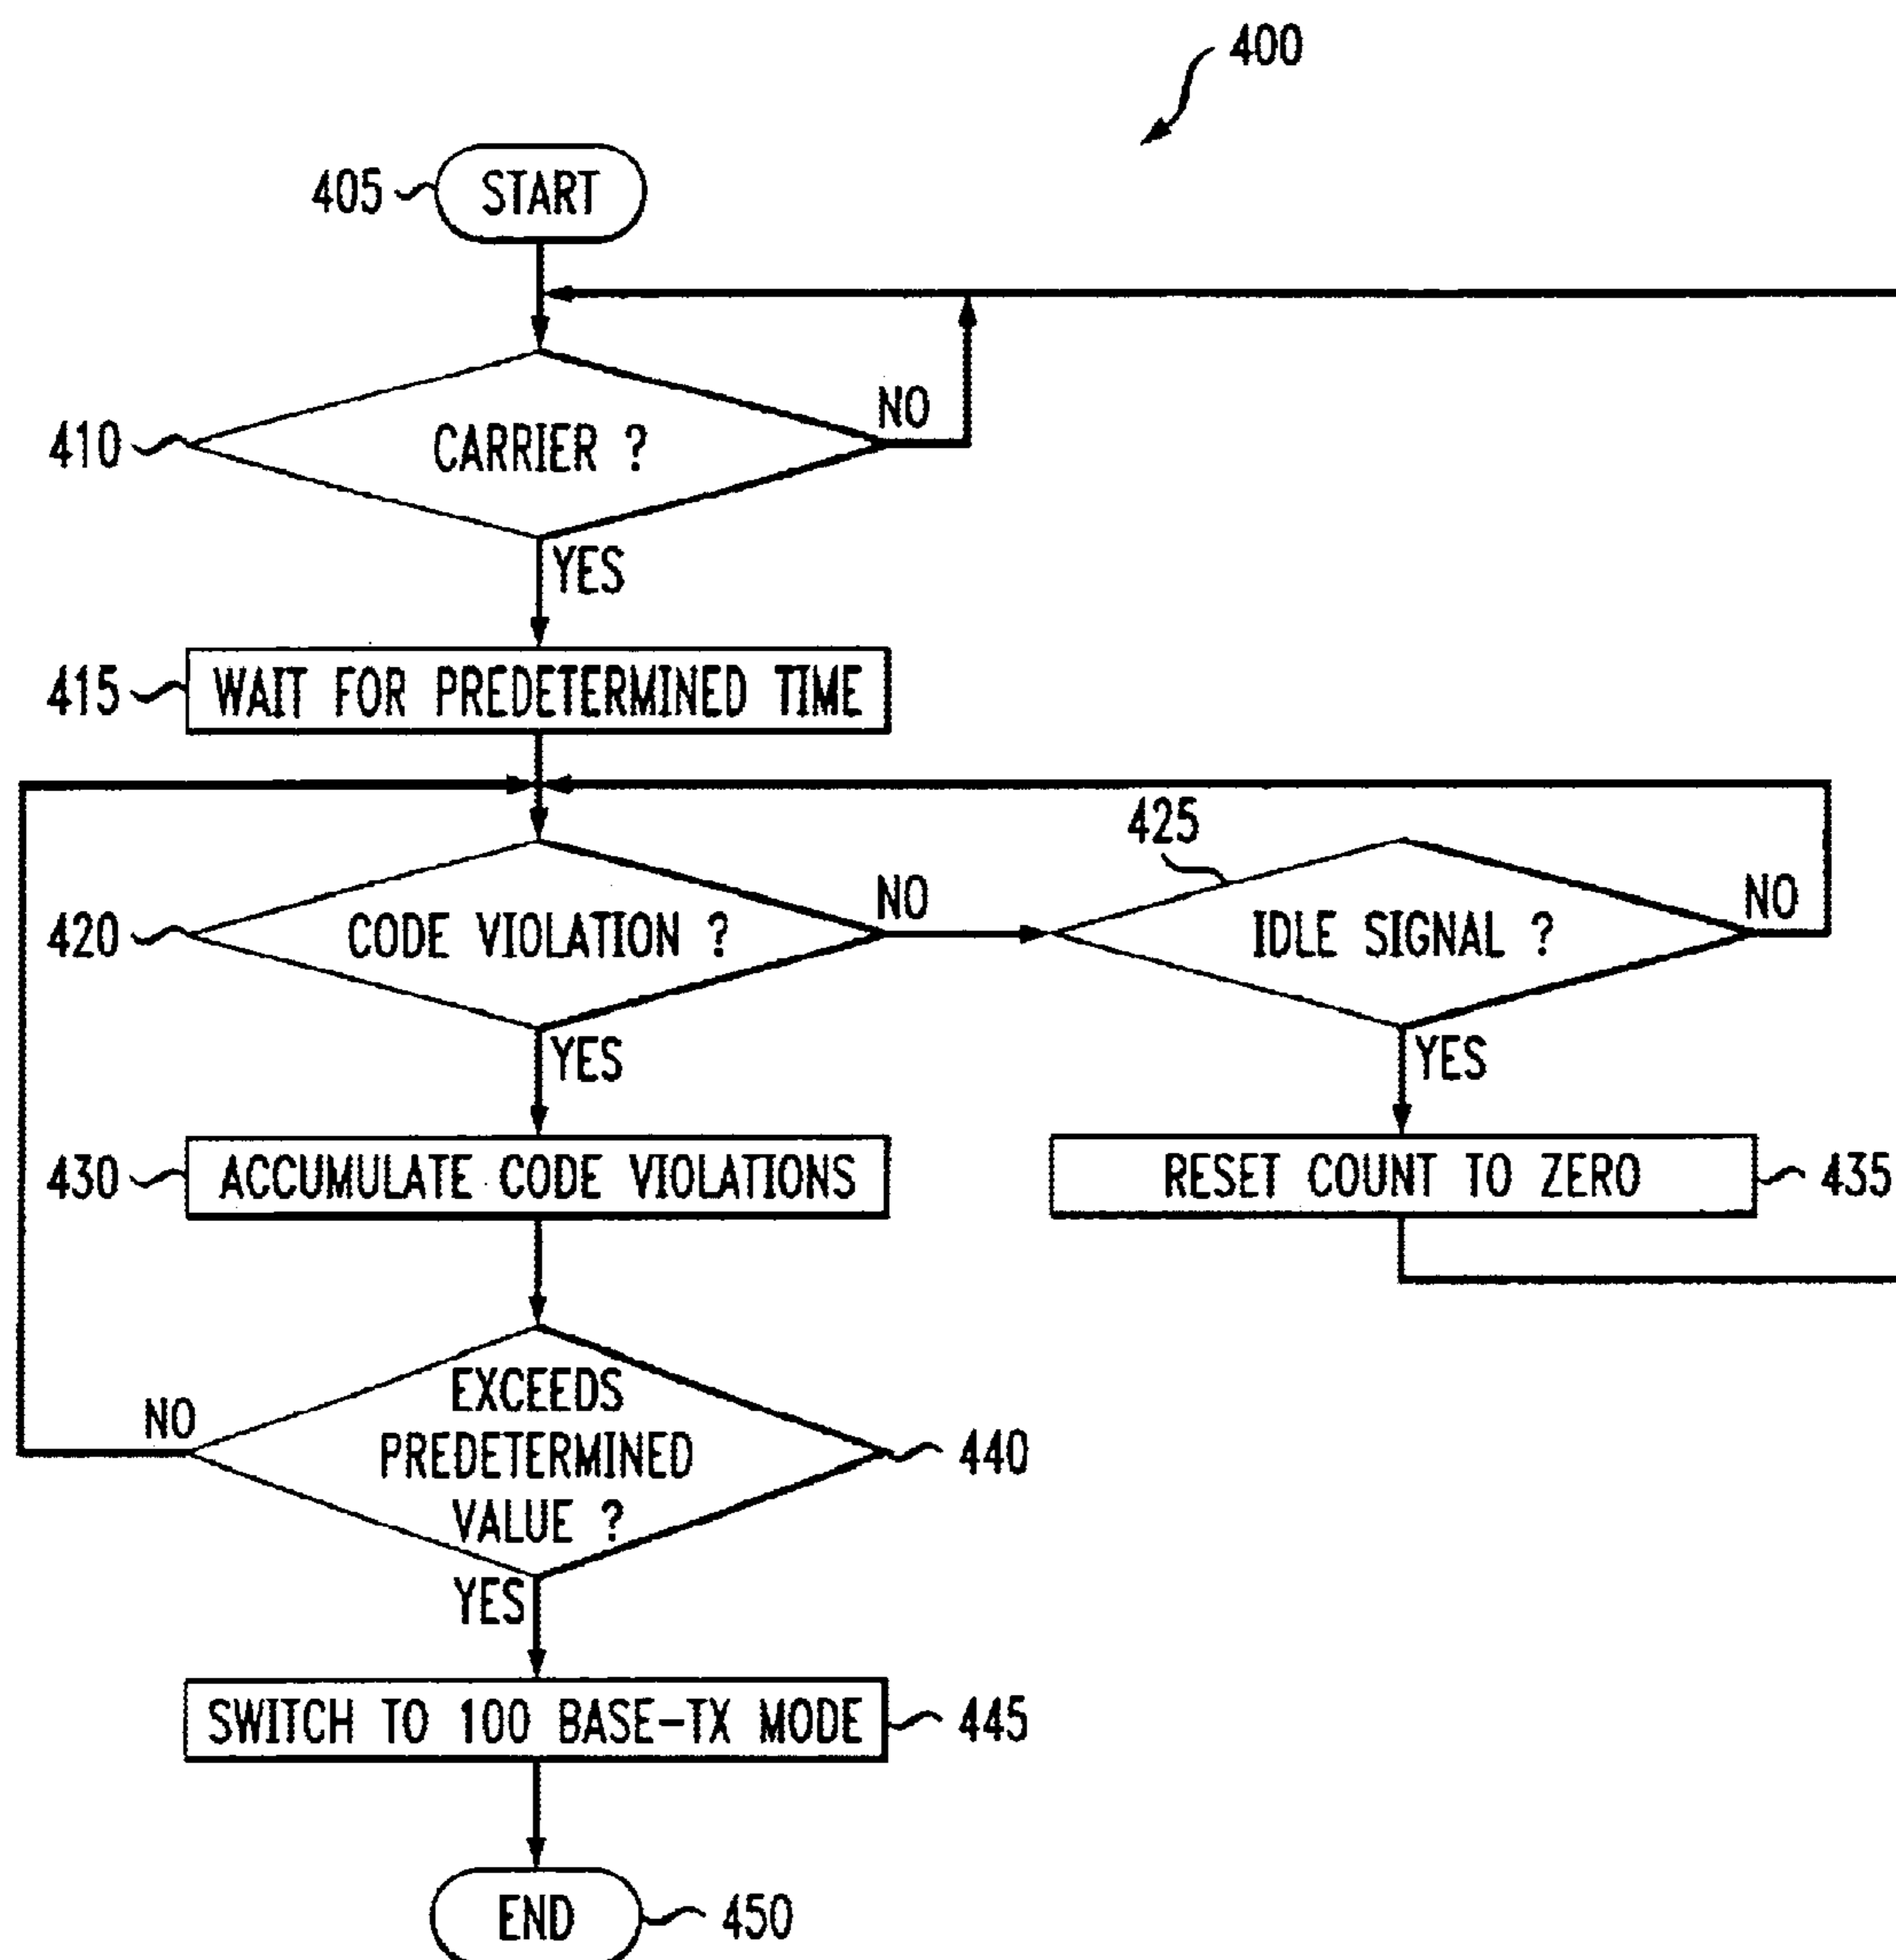 400
405
START
NO
410
CARRIER ?
YES
415
WAIT FOR PREDETERMINED TIME
425
NO
NO
420
CODE VIOLATION ?
IDLE SIGNAL ?
YES
YES
430
ACCUMULATE CODE VIOLATIONS
RESET COUNT TO ZERO
435
EXCEEDS
NO
PREDETERMINED
440
VALUE ?
YES
SWITCH TO 100 BASE-TX MODE
445
END
450